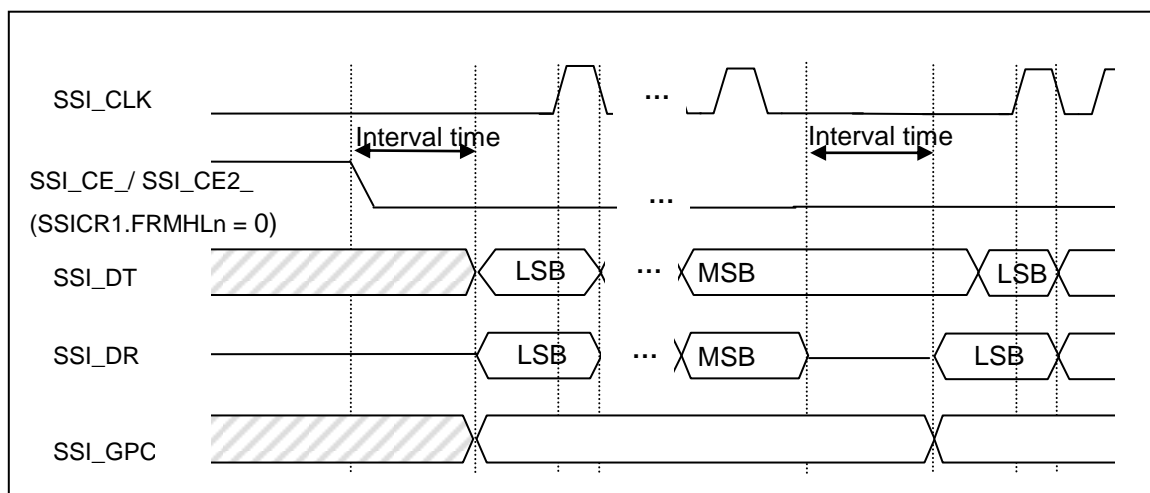 SSI_CLK
...
Interval time
Interval time
SSI_CE_/ SSI_CE2_
...
(SSICR1.FRMHLn = 0)
SSI_DT
LSB
...
MSB
LSB
SSI_DR
LSB
...
MSB
LSB
SSI_GPC